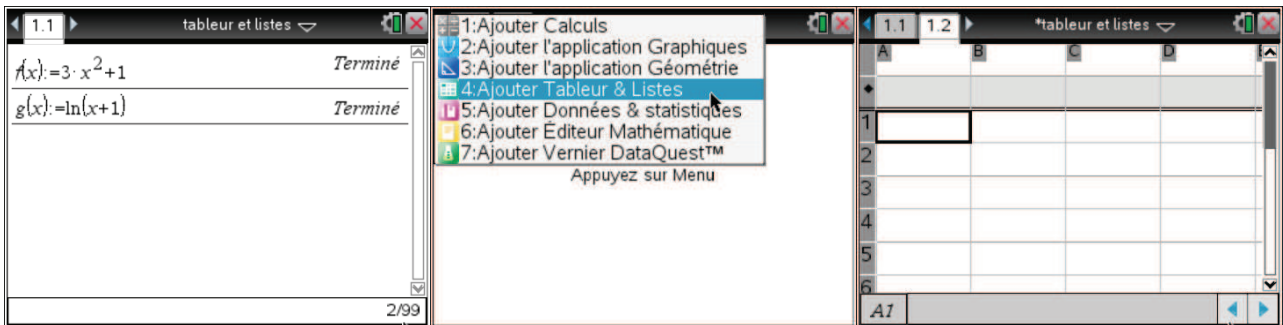 1.1 tableur et listes
f(x):=3· x²+1 Terminé
g(x):=ln(x+1) Terminé
2/99
1:Ajouter Calculs
2:Ajouter l'application Graphiques
3:Ajouter l'application Géométrie
4:Ajouter Tableur & Listes
5:Ajouter Données & statistiques
6:Ajouter Éditeur Mathématique
7:Ajouter Vernier DataQuest™
Appuyez sur Menu
1.1 1.2 *tableur et listes
A B C D
1
2
3
4
5
6
A1